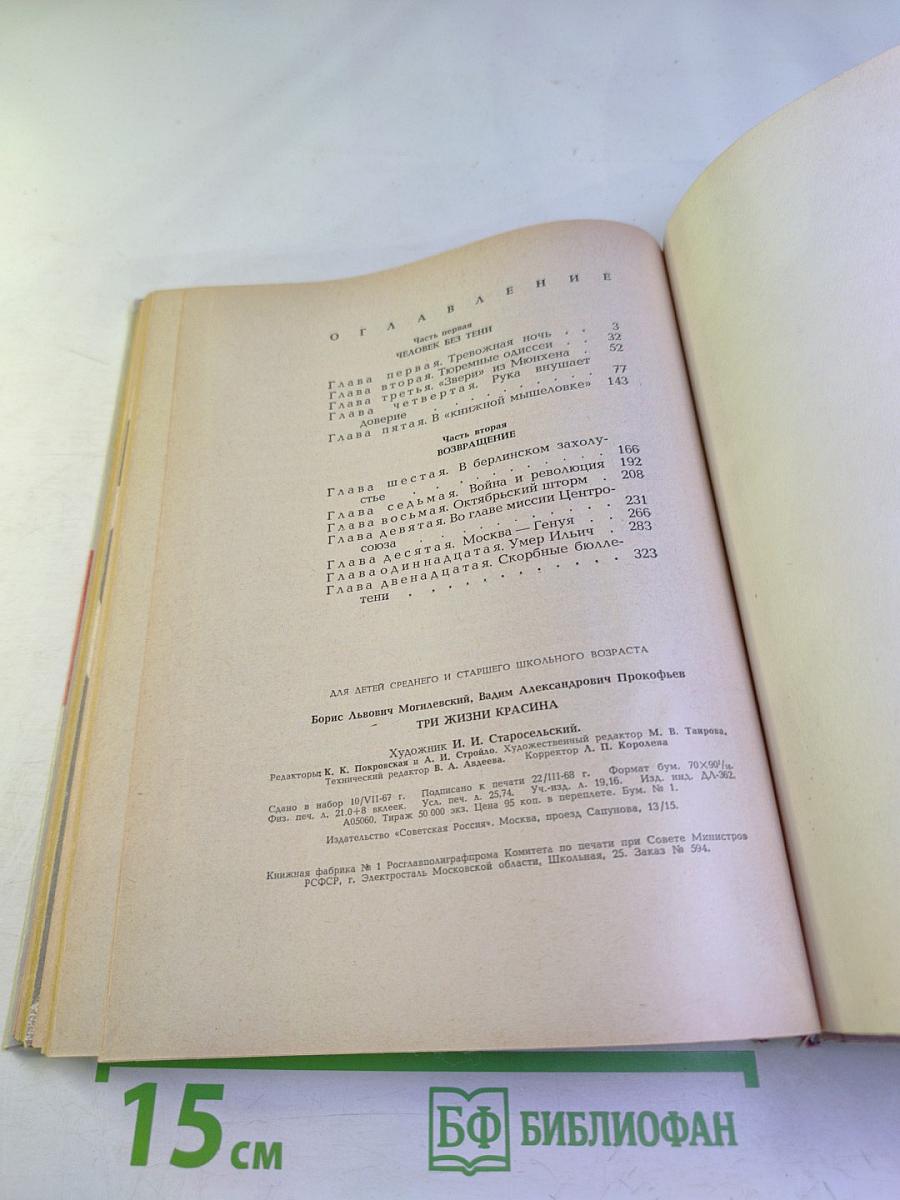 ОГЛАВЛЕНИЕ
Часть первая
ЧЕЛОВЕК БЕЗ ТЕНИ
Глава первая. Тревожная ночь . . 3
Глава вторая. Тюремные одиссеи . . 32
Глава третья. «Звери» из Мюнхена . 52
Глава четвертая. Рука внушает
доверие . . . . . . . . . 77
Глава пятая. В «книжной мышеловке» 143
Часть вторая
ВОЗВРАЩЕНИЕ
Глава шестая. В берлинском захолу-
стье . . . . . . . . . . 166
Глава седьмая. Война и революция 192
Глава восьмая. Октябрьский шторм . 208
Глава девятая. Во главе миссии Центро-
союза . . . . . . . . . . 231
Глава десятая. Москва — Генуя . . 266
Глава одиннадцатая. Умер Ильич . 283
Глава двенадцатая. Скорбные бюлле-
тени . . . . . . . . . . . 323
ДЛЯ ДЕТЕЙ СРЕДНЕГО И СТАРШЕГО ШКОЛЬНОГО ВОЗРАСТА
Борис Львович Могилевский, Вадим Александрович Прокофьев
ТРИ ЖИЗНИ КРАСИНА
Художник И. И. Старосельский.
Редакторы: К. К. Покровская и А. И. Стройло. Художественный редактор М. В. Таирова.
Технический редактор В. А. Авдеева. Корректор Л. П. Королева
Сдано в набор 10/VII-67 г. Подписано к печати 22/III-68 г. Формат бум. 70×90¹/₁₆.
Физ. печ. л. 21,0+8 вклеек. Усл. печ. л. 25,74. Уч.-изд. л. 19,16. Изд. инд. ДЛ-362.
А05060. Тираж 50 000 экз. Цена 95 коп. в переплете. Бум. № 1.
Издательство «Советская Россия». Москва, проезд Сапунова, 13/15.
Книжная фабрика № 1 Росглавполиграфпрома Комитета по печати при Совете Министров
РСФСР, г. Электросталь Московской области, Школьная, 25. Заказ № 594.
15 см
БФ БИБЛИОФАН